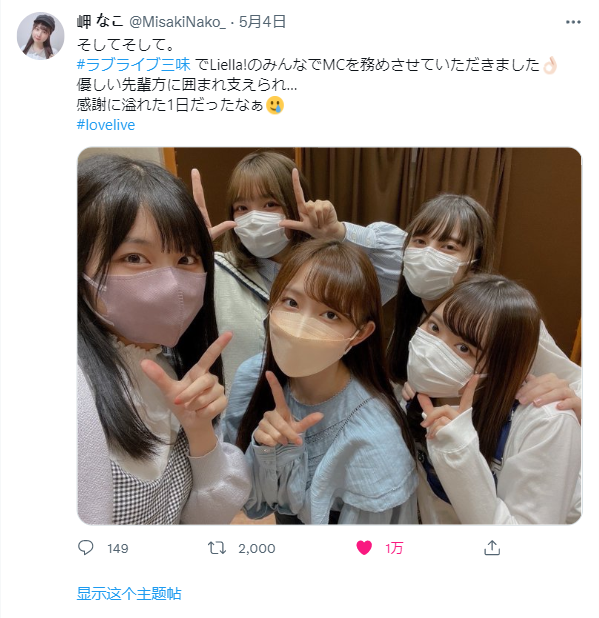 岬 なこ @MisakiNako_ · 5月4日
そしてそして。
#ラブライブ三昧 でLiella!のみんなでMCを務めさせていただきました👌🏻
優しい先輩方に囲まれ支えられ...
感謝に溢れた1日だったなぁ🥲
#lovelive
149 2,000 1万
显示这个主题帖